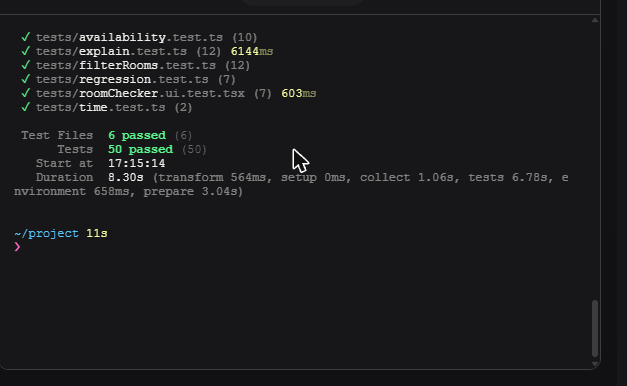 ✓ tests/availability.test.ts (10)
✓ tests/explain.test.ts (12) 6144ms
✓ tests/filterRooms.test.ts (12)
✓ tests/regression.test.ts (7)
✓ tests/roomChecker.ui.test.tsx (7) 603ms
✓ tests/time.test.ts (2)
Test Files 6 passed (6)
Tests 50 passed (50)
Start at 17:15:14
Duration 8.30s (transform 564ms, setup 0ms, collect 1.06s, tests 6.78s, e
nvironment 658ms, prepare 3.04s)
~/project 11s
❯